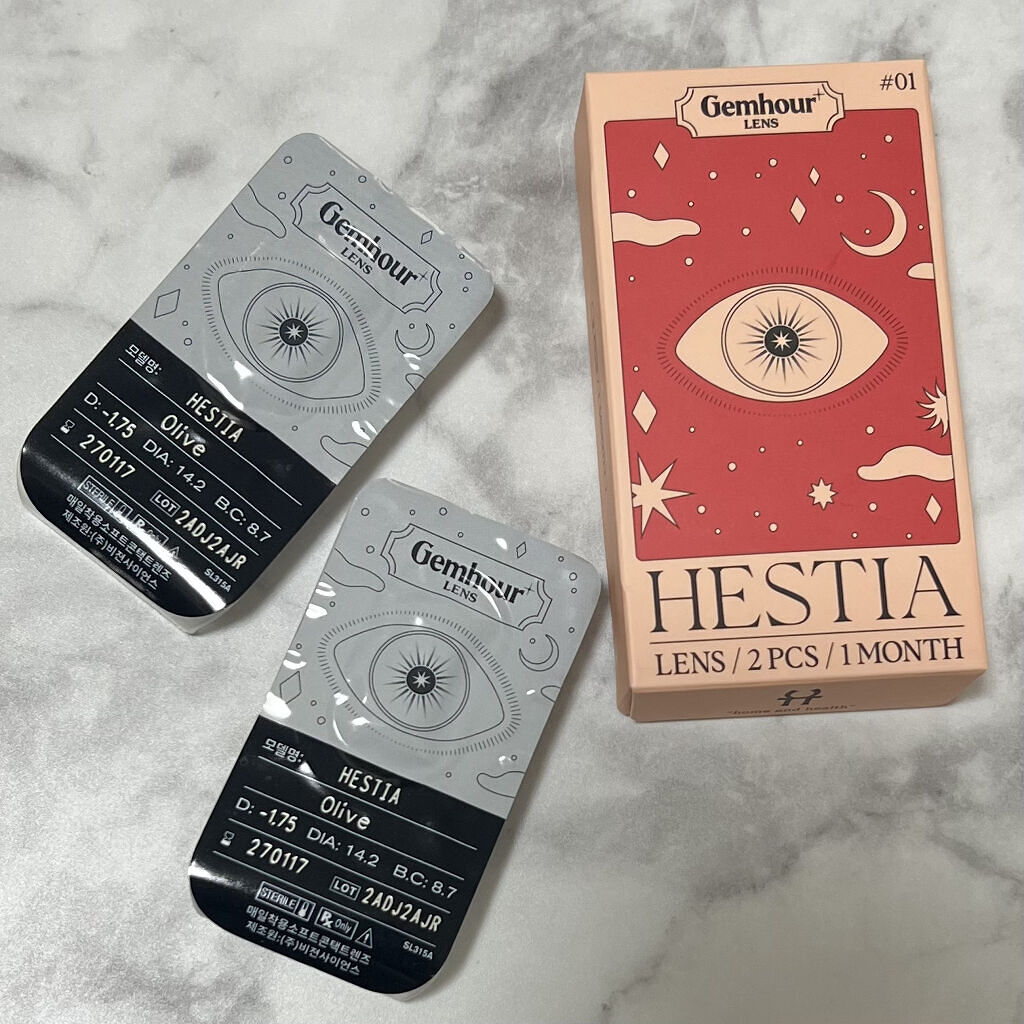 #01
Gemhour
LENS
HESTIA
LENS / 2 PCS / 1 MONTH
"home and health"
Gemhour
LENS
모델명:
HESTIA
Olive
D: -1.75 DIA: 14.2 B.C: 8.7
270117 LOT 2ADJ2AJR
STERILE
매일착용소프트콘택트렌즈
제조원:(주)비전사이언스
SL315A
Gemhour
LENS
모델명:
HESTIA
Olive
D: -1.75 DIA: 14.2 B.C: 8.7
270117 LOT 2ADJ2AJR
STERILE Rx Only
매일착용소프트콘택트렌즈
제조원:(주)비전사이언스
SL315A